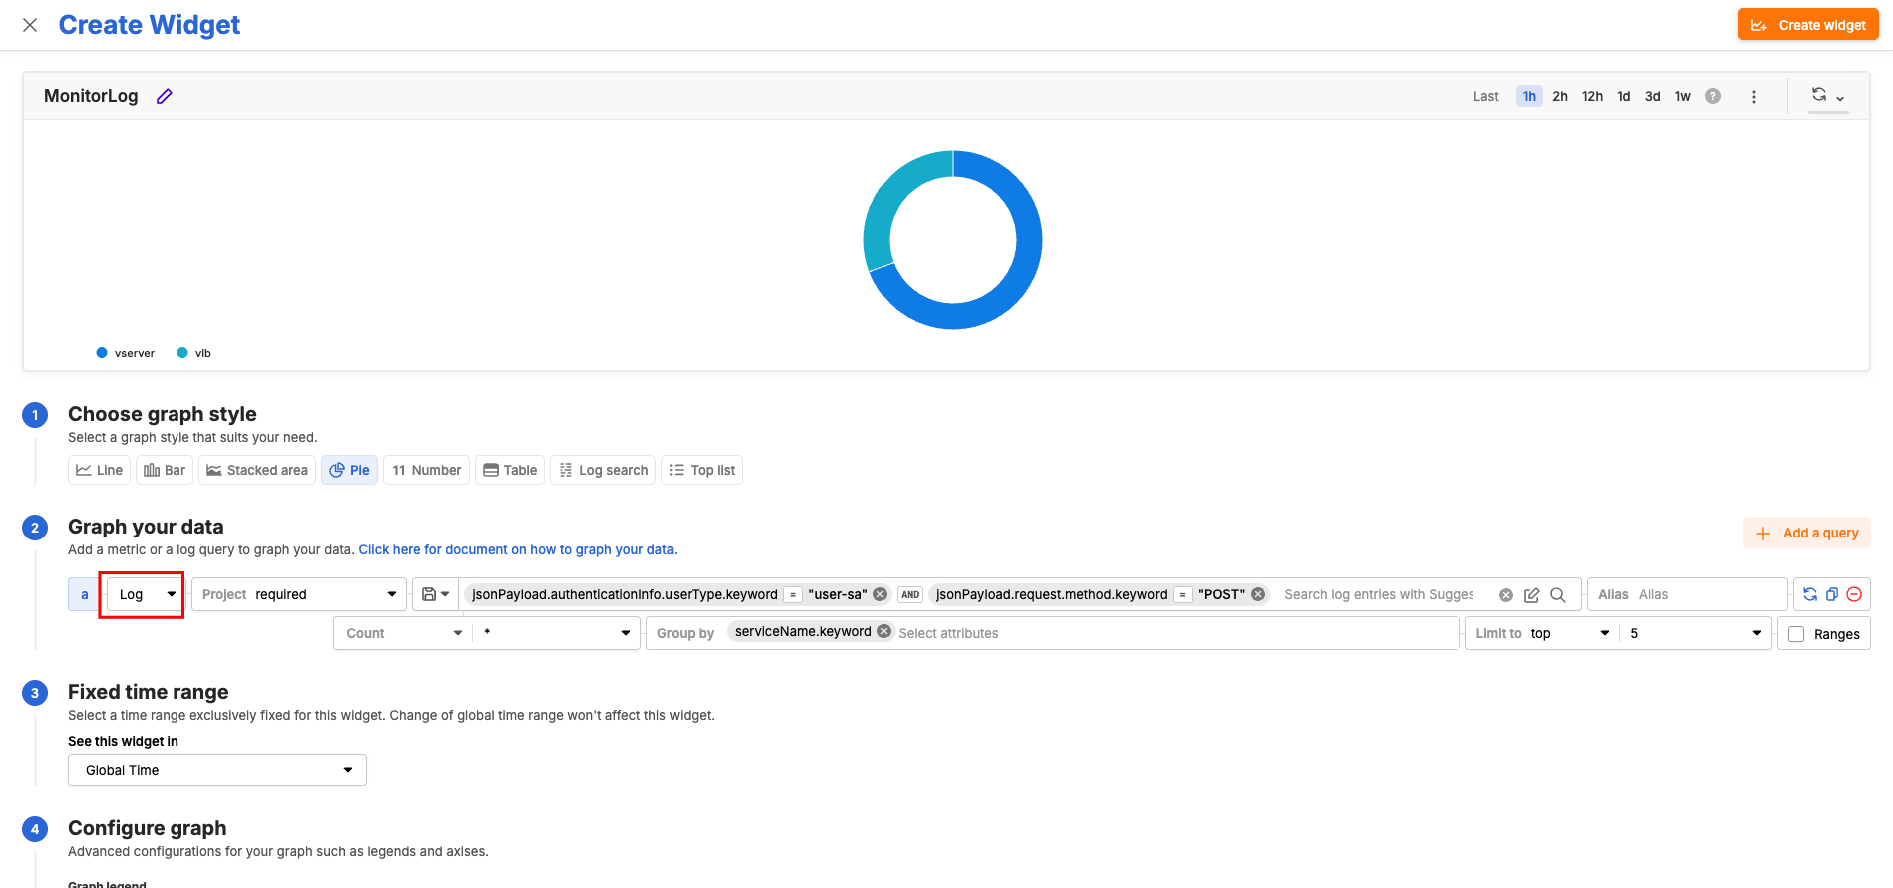 Create Widget
Create widget
MonitorLog
Last 1h 2h 12h 1d 3d 1w ?
vserver vlb
1 Choose graph style
Select a graph style that suits your need.
Line Bar Stacked area Pie 11 Number Table Log search Top list
2 Graph your data
Add a query
Add a metric or a log query to graph your data. Click here for document on how to graph your data.
a Log Project required jsonPayload.authenticationInfo.userType.keyword = "user-sa" AND jsonPayload.request.method.keyword = "POST" Search log entries with Sugges Alias Alias
Count * Group by serviceName.keyword Select attributes Limit to top 5 Ranges
3 Fixed time range
Select a time range exclusively fixed for this widget. Change of global time range won't affect this widget.
See this widget in
Global Time
4 Configure graph
Advanced configurations for your graph such as legends and axises.
Graph legend